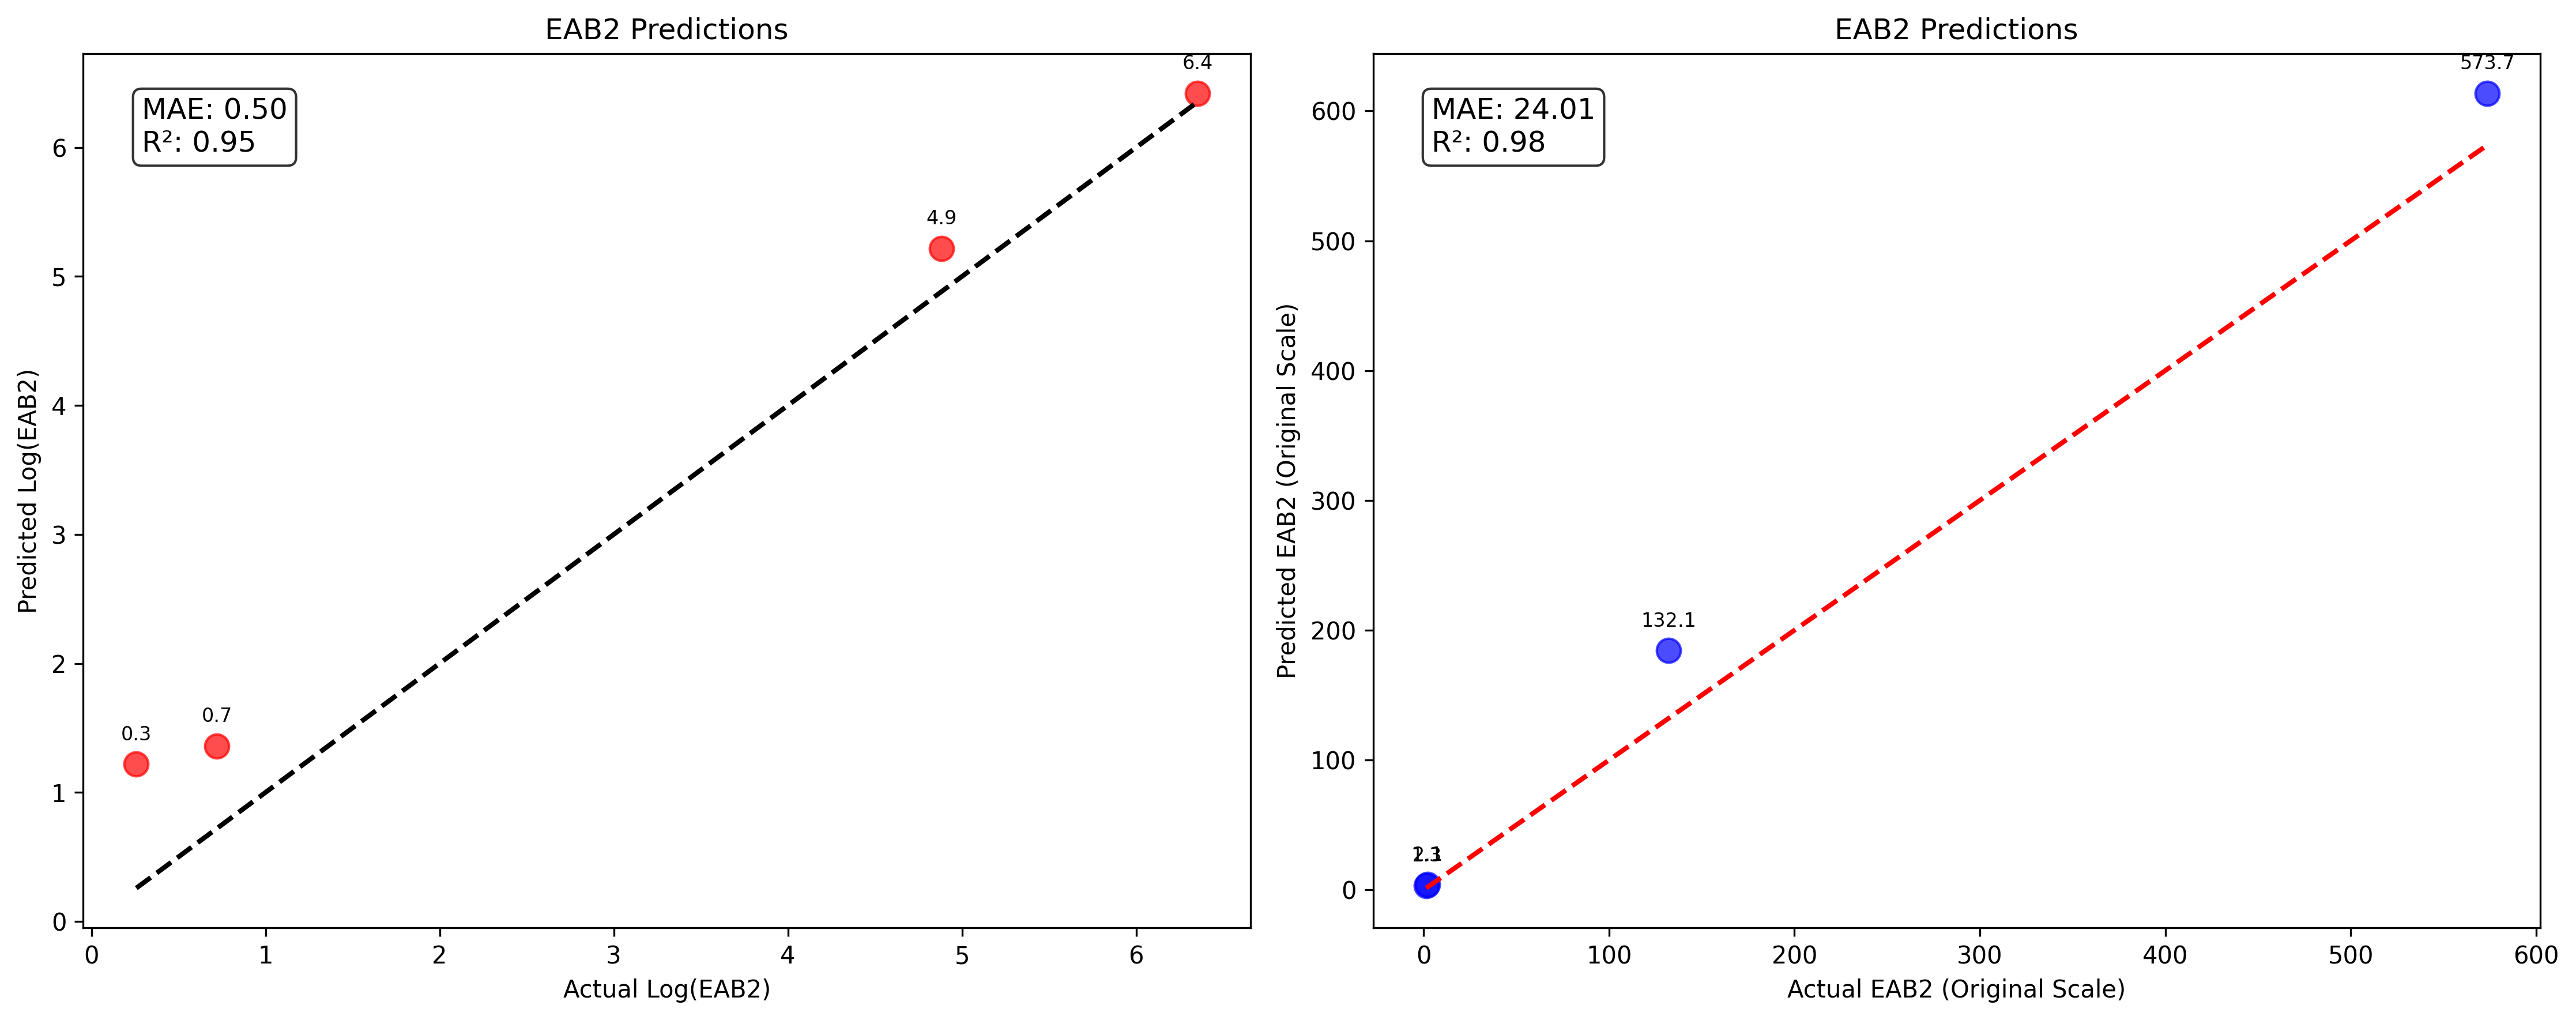 EAB2 Predictions
MAE: 0.50
R²: 0.95
6.4
4.9
0.7
0.3
Predicted Log(EAB2)
6
5
4
3
2
1
0
0 1 2 3 4 5 6
Actual Log(EAB2)
EAB2 Predictions
MAE: 24.01
R²: 0.98
573.7
132.1
Predicted EAB2 (Original Scale)
600
500
400
300
200
100
0
0 100 200 300 400 500 600
Actual EAB2 (Original Scale)